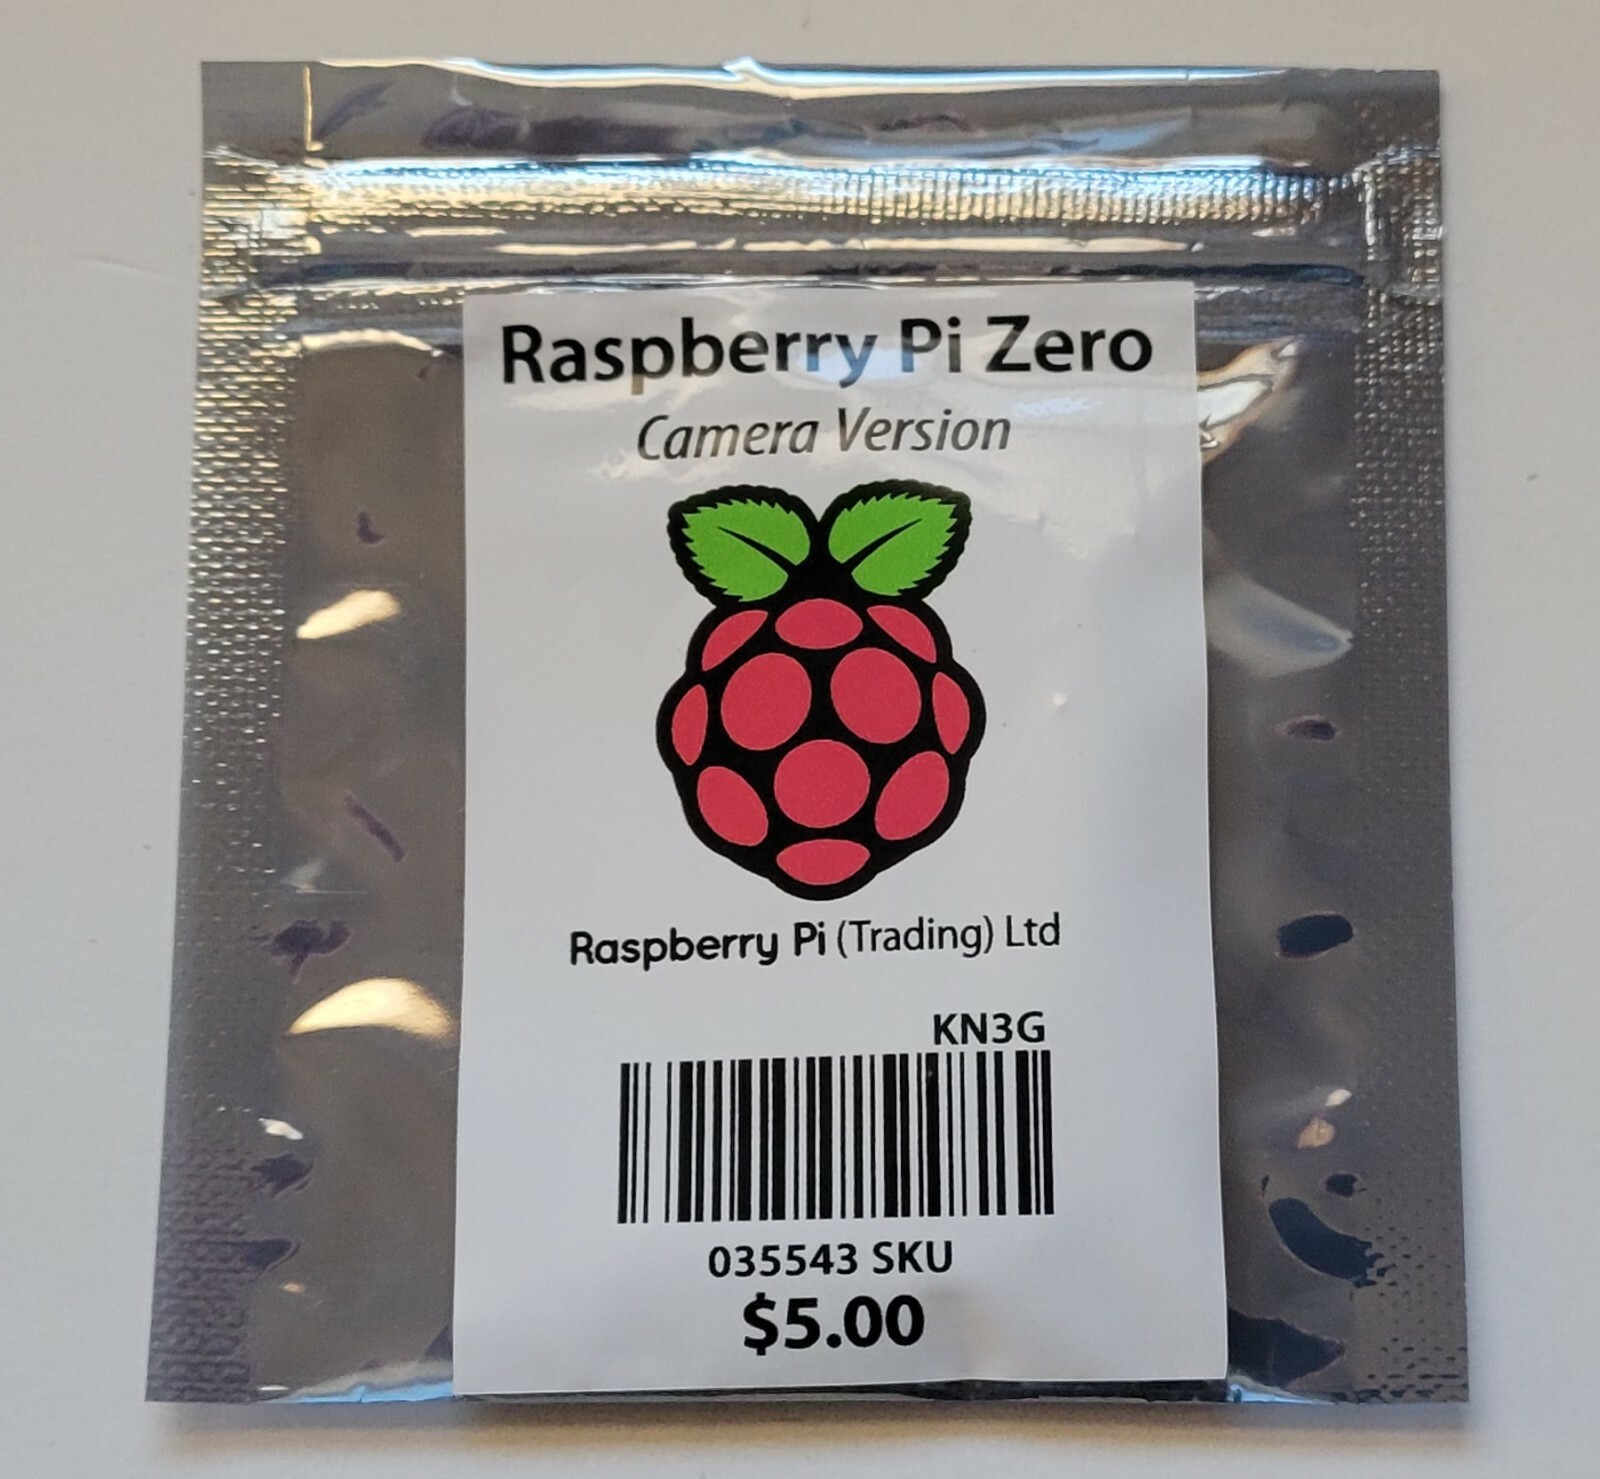 Raspberry Pi Zero
Camera Version
Raspberry Pi (Trading) Ltd
KN3G
035543 SKU
$5.00